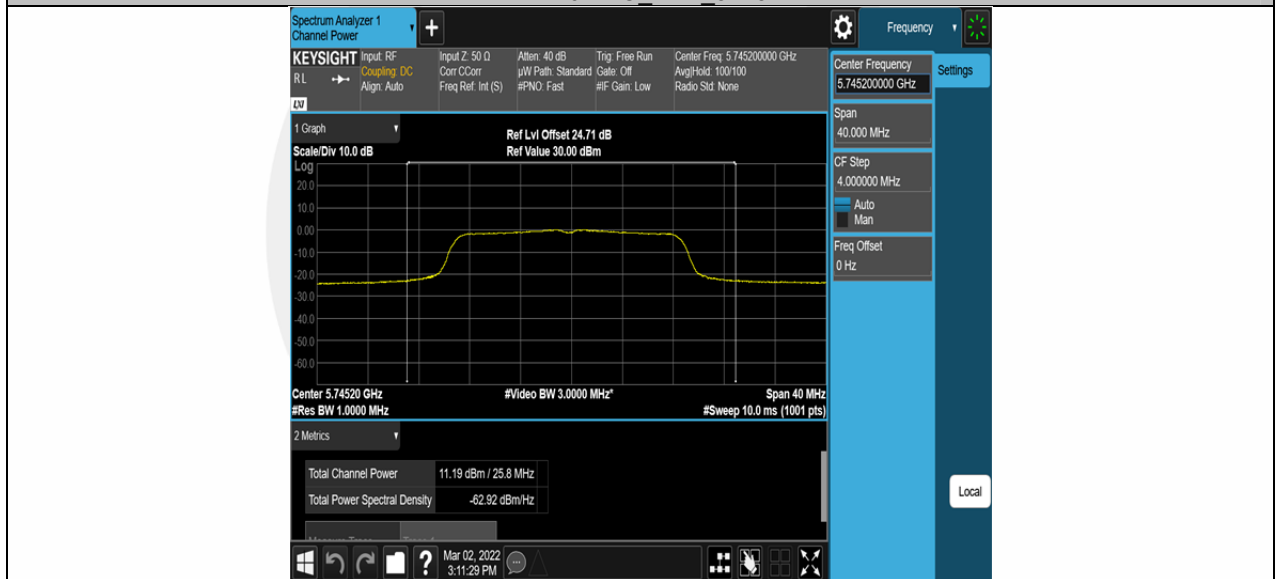 Spectrum Analyzer 1
Channel Power
+
Frequency
KEYSIGHT
RL
LXI
Input: RF
Coupling: DC
Align: Auto
Input Z: 50 Ω
Corr CCorr
Freq Ref: Int (S)
Atten: 40 dB
µW Path: Standard
#PNO: Fast
Trig: Free Run
Gate: Off
#IF Gain: Low
Center Freq: 5.745200000 GHz
Avg|Hold: 100/100
Radio Std: None
Center Frequency
5.745200000 GHz
Settings
Span
40.000 MHz
CF Step
4.000000 MHz
Auto
Man
Freq Offset
0 Hz
Local
1 Graph
Scale/Div 10.0 dB
Ref Lvl Offset 24.71 dB
Ref Value 30.00 dBm
Log
20.0
10.0
0.00
-10.0
-20.0
-30.0
-40.0
-50.0
-60.0
Center 5.74520 GHz
#Video BW 3.0000 MHz*
Span 40 MHz
#Res BW 1.0000 MHz
#Sweep 10.0 ms (1001 pts)
2 Metrics
Total Channel Power 11.19 dBm / 25.8 MHz
Total Power Spectral Density -62.92 dBm/Hz
?
Mar 02, 2022
3:11:29 PM